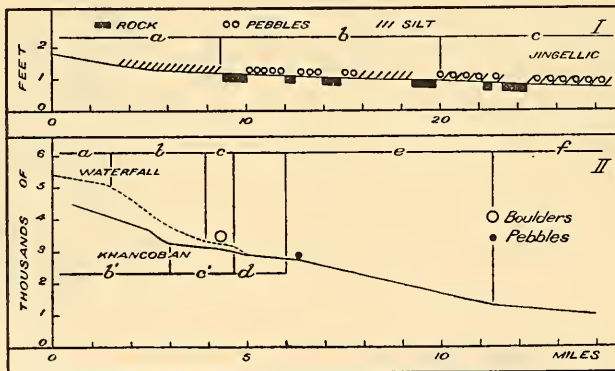 ROCK PEBBLES /// SILT
I
a b c
JINGELLIC
FEET
2
1
0
0 10 20
II
THOUSANDS OF
6
5
4
3
2
1
0
a b c e f
WATERFALL
Boulders
Pebbles
KHANCOBAN
b' c' d
0 5 10 MILES